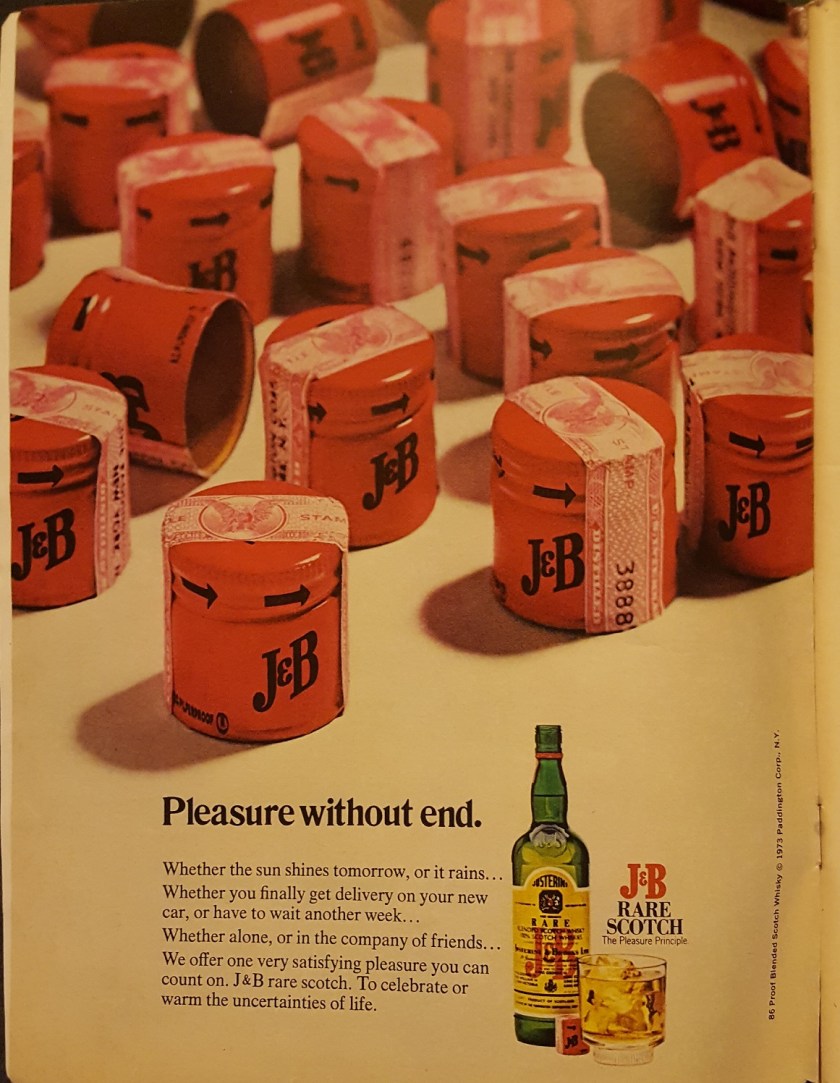 J&B
J&B
J&B
J&B
STAMP
J&B
J&B
STAMP
J&B
3888
J&B
Pleasure without end.
Whether the sun shines tomorrow, or it rains...
Whether you finally get delivery on your new
car, or have to wait another week...
Whether alone, or in the company of friends...
We offer one very satisfying pleasure you can
count on. J&B rare scotch. To celebrate or
warm the uncertainties of life.
RARE
J&B
J&B
J&B
RARE
SCOTCH
The Pleasure Principle.
86 Proof Blended Scotch Whisky © 1973 Paddington Corp., N.Y.